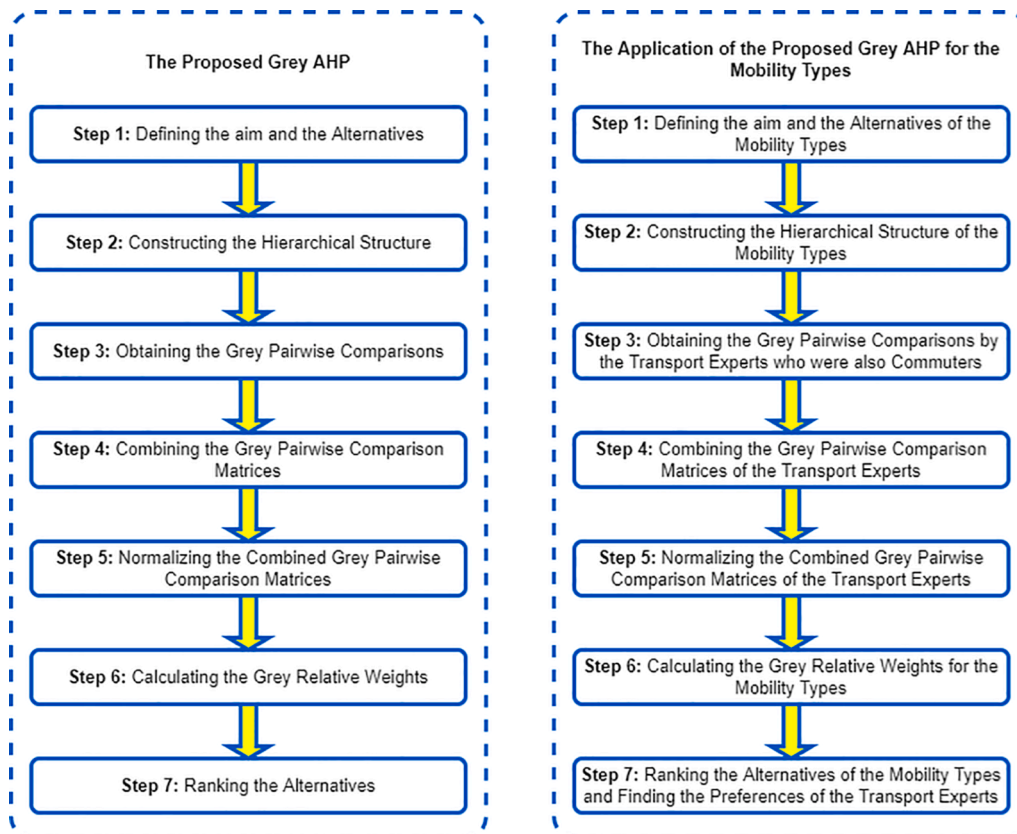 The Proposed Grey AHP
Step 1: Defining the aim and the Alternatives
Step 2: Constructing the Hierarchical Structure
Step 3: Obtaining the Grey Pairwise Comparisons
Step 4: Combining the Grey Pairwise Comparison
Matrices
Step 5: Normalizing the Combined Grey Pairwise
Comparison Matrices
Step 6: Calculating the Grey Relative Weights
Step 7: Ranking the Alternatives
The Application of the Proposed Grey AHP for the
Mobility Types
Step 1: Defining the aim and the Alternatives of the
Mobility Types
Step 2: Constructing the Hierarchical Structure of the
Mobility Types
Step 3: Obtaining the Grey Pairwise Comparisons by
the Transport Experts who were also Commuters
Step 4: Combining the Grey Pairwise Comparison
Matrices of the Transport Experts
Step 5: Normalizing the Combined Grey Pairwise
Comparison Matrices of the Transport Experts
Step 6: Calculating the Grey Relative Weights for the
Mobility Types
Step 7: Ranking the Alternatives of the Mobility Types
and Finding the Preferences of the Transport Experts